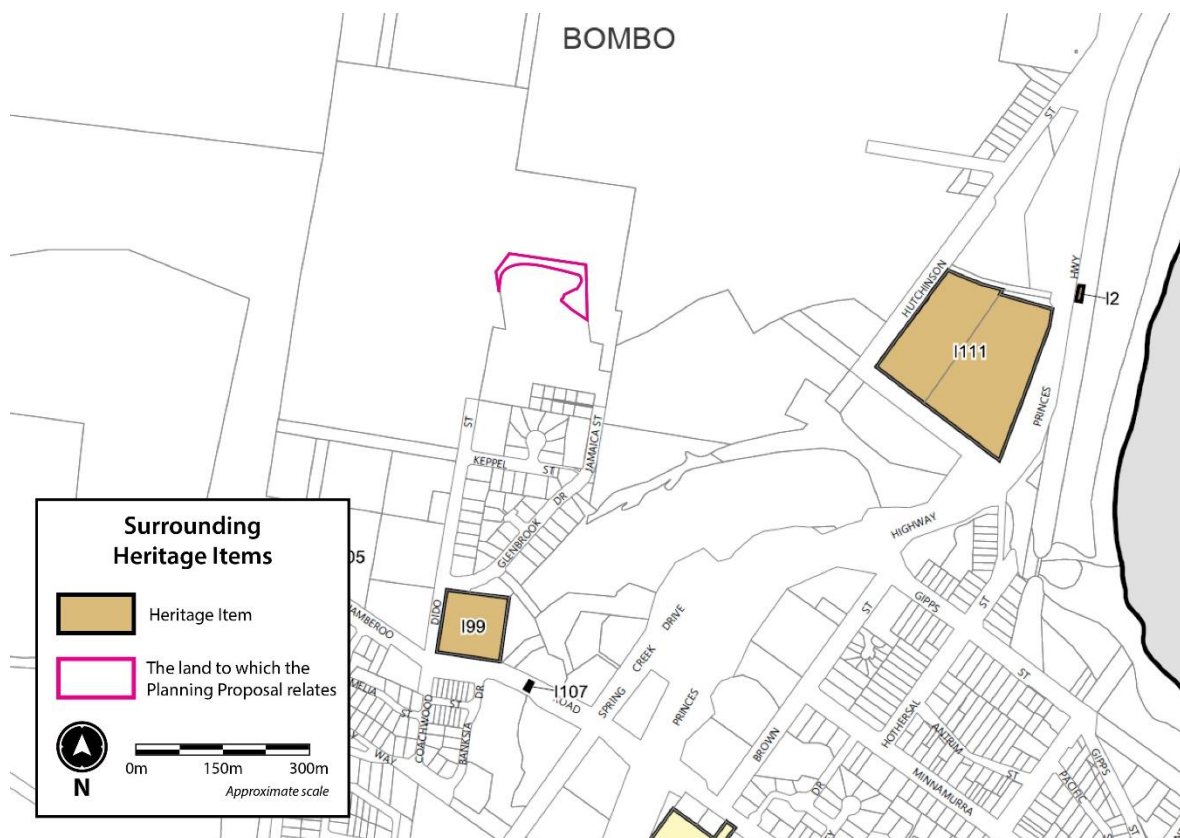 BOMBO
ST
HUTCHINSON
HWY
I2
I111
PRINCES
ST
KEPPEL ST
JAMAICA ST
GLENBROOK DR
HIGHWAY
Surrounding
Heritage Items
05
Heritage Item
The land to which the
Planning Proposal relates
N
0m 150m 300m
Approximate scale
DIDO
I99
I107
ROAD
DR
ST
ST
COACHWOOD
BANKSIA
WAY
SPRING CREEK DRIVE
PRINCES
BROWN
ST
GIPPS
ST
ST
HOTHERSAL
ANTRIM
ST
MINNAMURRA
DR
PACIFIC
GIPPS
ST